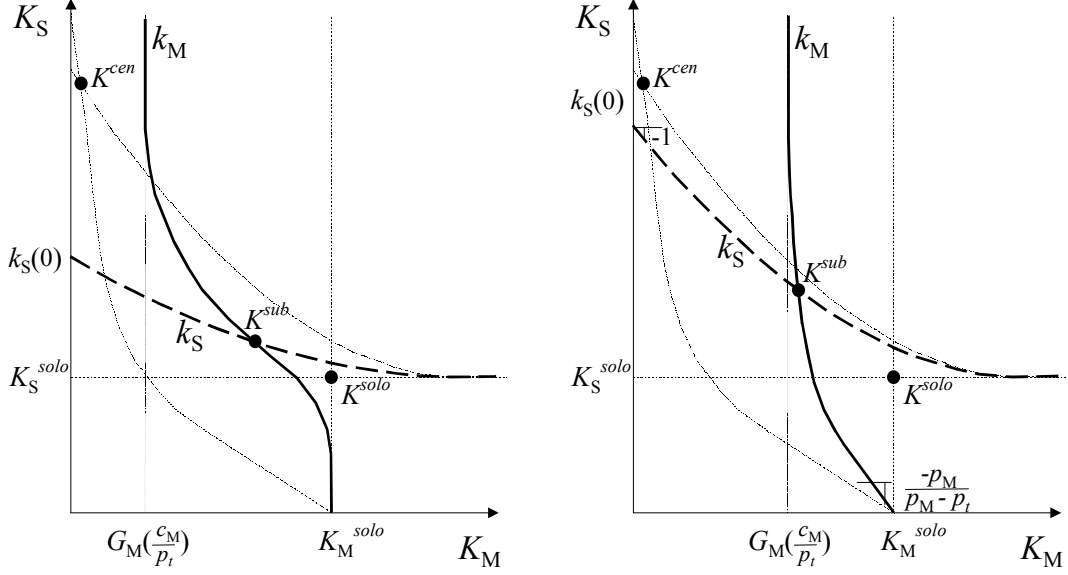 K_S
k_M
K^cen
k_S(0)
k_S
K^sub
K_S^solo
K^solo
G_M(c_M/p_t)
K_M^solo
K_M
K_S
k_M
K^cen
k_S(0)
-1
k_S
K^sub
K_S^solo
K^solo
-p_M
p_M - p_t
G_M(c_M/p_t)
K_M^solo
K_M